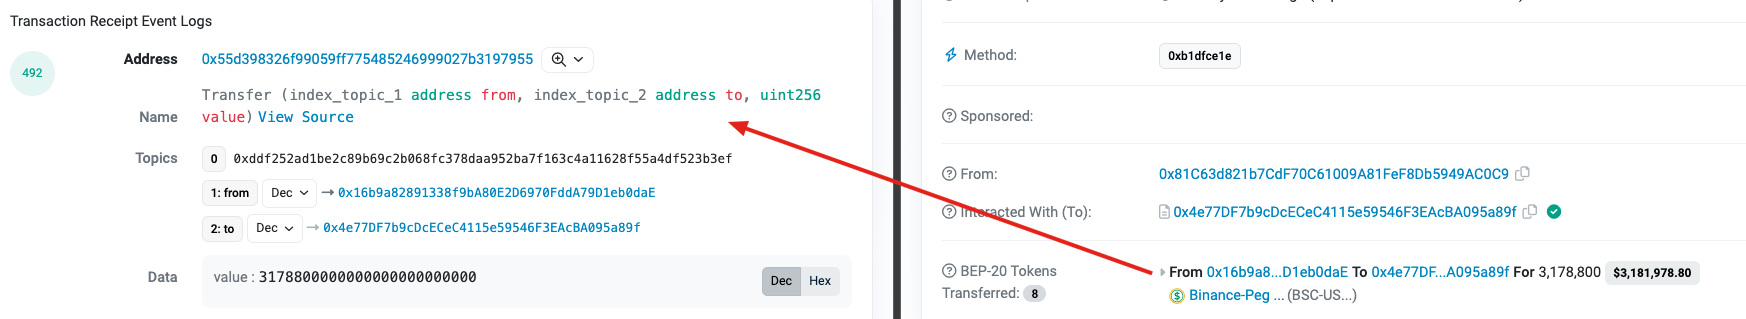 Transaction Receipt Event Logs
492
Address 0x55d398326f99059ff775485246999027b3197955
Name Transfer (index_topic_1 address from, index_topic_2 address to, uint256
value) View Source
Topics 0 0xddf252ad1be2c89b69c2b068fc378daa952ba7f163c4a11628f55a4df523b3ef
1: from Dec → 0x16b9a82891338f9bA80E2D6970FddA79D1eb0daE
2: to Dec → 0x4e77DF7b9cDcECeC4115e59546F3EAcBA095a89f
Data value : 3178800000000000000000000 Dec Hex
Method: 0xb1dfce1e
Sponsored:
From: 0x81C63d821b7CdF70C61009A81FeF8Db5949AC0C9
Interacted With (To): 0x4e77DF7b9cDcECeC4115e59546F3EAcBA095a89f
BEP-20 Tokens From 0x16b9a8...D1eb0daE To 0x4e77DF...A095a89f For 3,178,800 $3,181,978.80
Transferred: 8 Binance-Peg ... (BSC-US...)